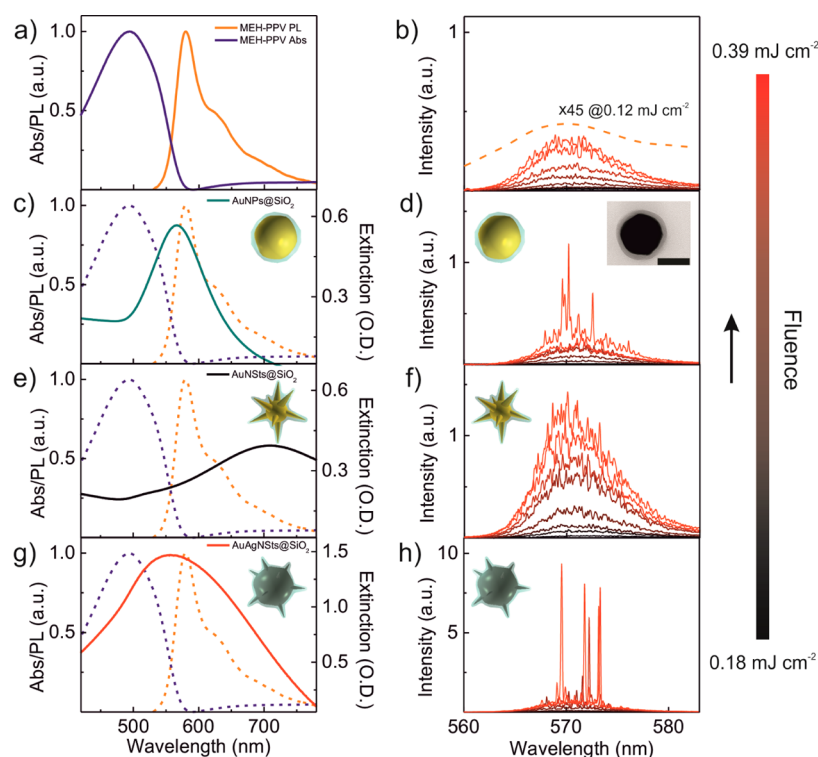 a)
MEH-PPV PL
MEH-PPV Abs
1.0
0.5
Abs/PL (a.u.)
b)
1
x45 @0.12 mJ cm⁻²
Intensity (a.u.)
0.39 mJ cm⁻²
c)
AuNPs@SiO₂
1.0
0.5
Abs/PL (a.u.)
0.6
0.3
Extinction (O.D.)
d)
1
Intensity (a.u.)
Fluence
e)
AuNSts@SiO₂
1.0
0.5
Abs/PL (a.u.)
0.6
0.3
Extinction (O.D.)
f)
1
Intensity (a.u.)
g)
AuAgNSts@SiO₂
1.0
0.5
Abs/PL (a.u.)
1.5
1.0
0.5
Extinction (O.D.)
500 600 700
Wavelength (nm)
h)
10
5
Intensity (a.u.)
560 570 580
Wavelength (nm)
0.18 mJ cm⁻²